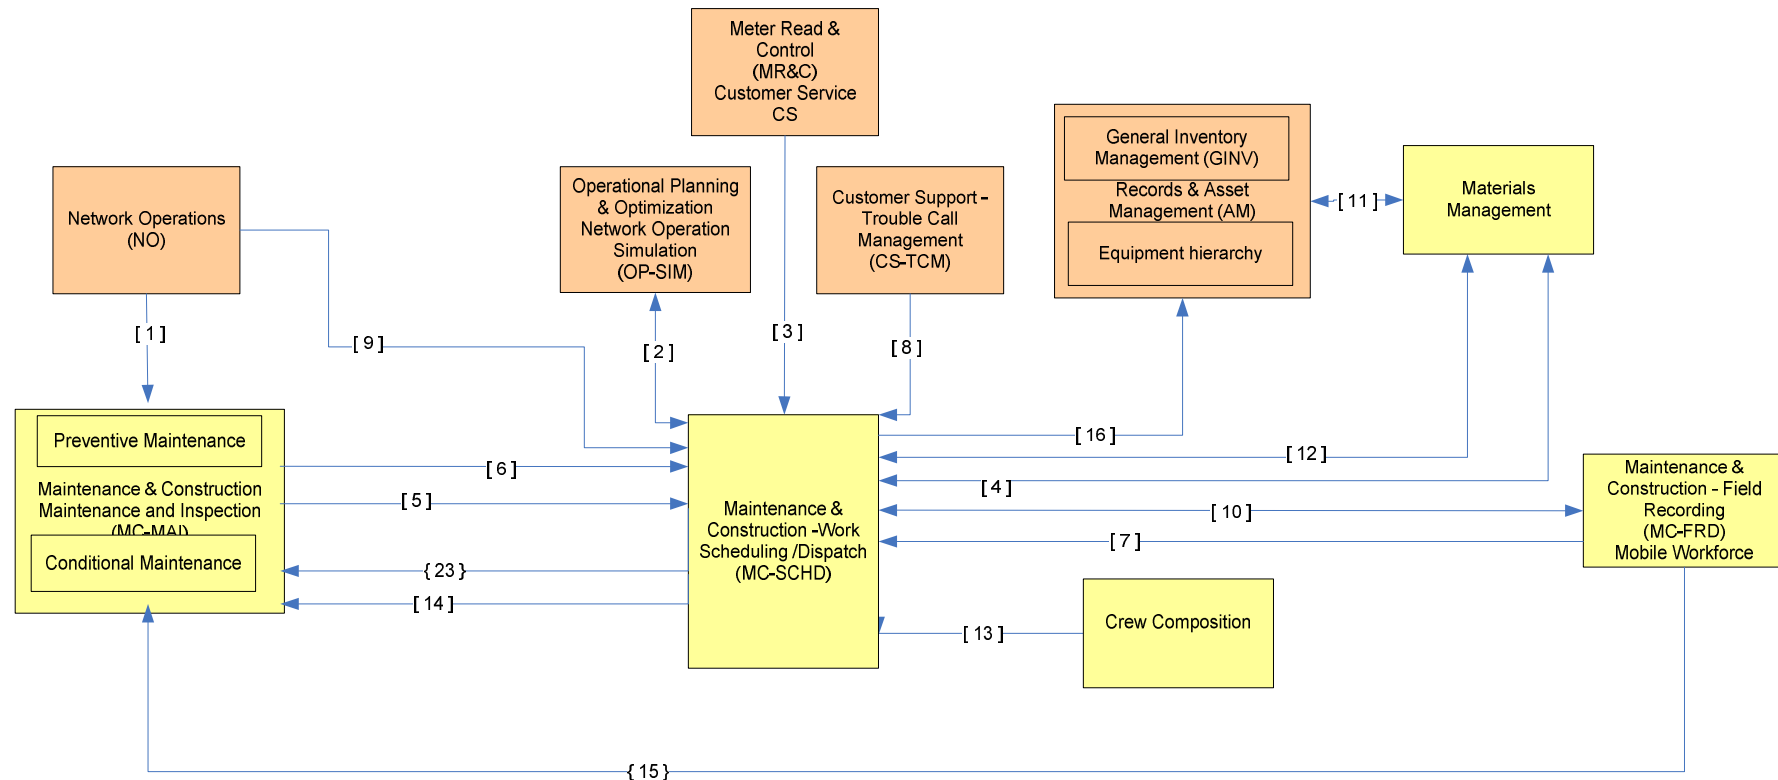 Meter Read &
Control
(MR&C)
Customer Service
CS
Network Operations
(NO)
Operational Planning
& Optimization
Network Operation
Simulation
(OP-SIM)
Customer Support –
Trouble Call
Management
(CS-TCM)
General Inventory
Management (GINV)
Records & Asset
Management (AM)
Equipment hierarchy
Materials
Management
[ 11 ]
[ 1 ]
[ 9 ]
[ 2 ]
[ 3 ]
[ 8 ]
Preventive Maintenance
Maintenance & Construction
Maintenance and Inspection
(MC-MAI)
Conditional Maintenance
[ 6 ]
[ 5 ]
{ 23 }
[ 14 ]
Maintenance &
Construction -Work
Scheduling /Dispatch
(MC-SCHD)
[ 16 ]
[ 12 ]
[ 4 ]
[ 10 ]
[ 7 ]
[ 13 ]
Maintenance &
Construction - Field
Recording
(MC-FRD)
Mobile Workforce
Crew Composition
{ 15 }